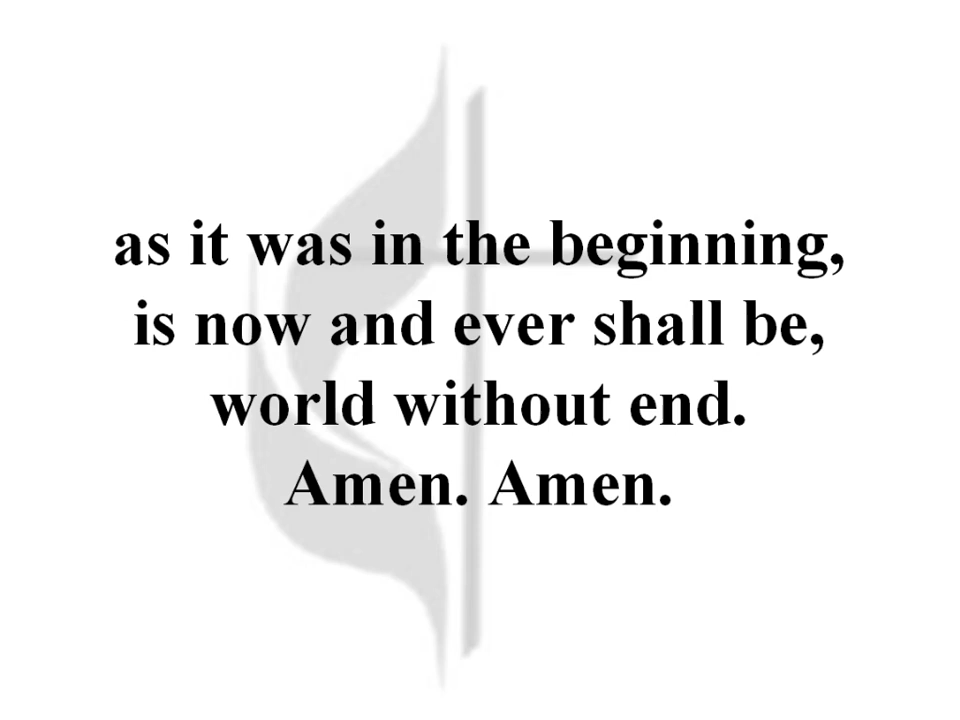 as it was in the beginning,
is now and ever shall be,
world without end.
Amen. Amen.